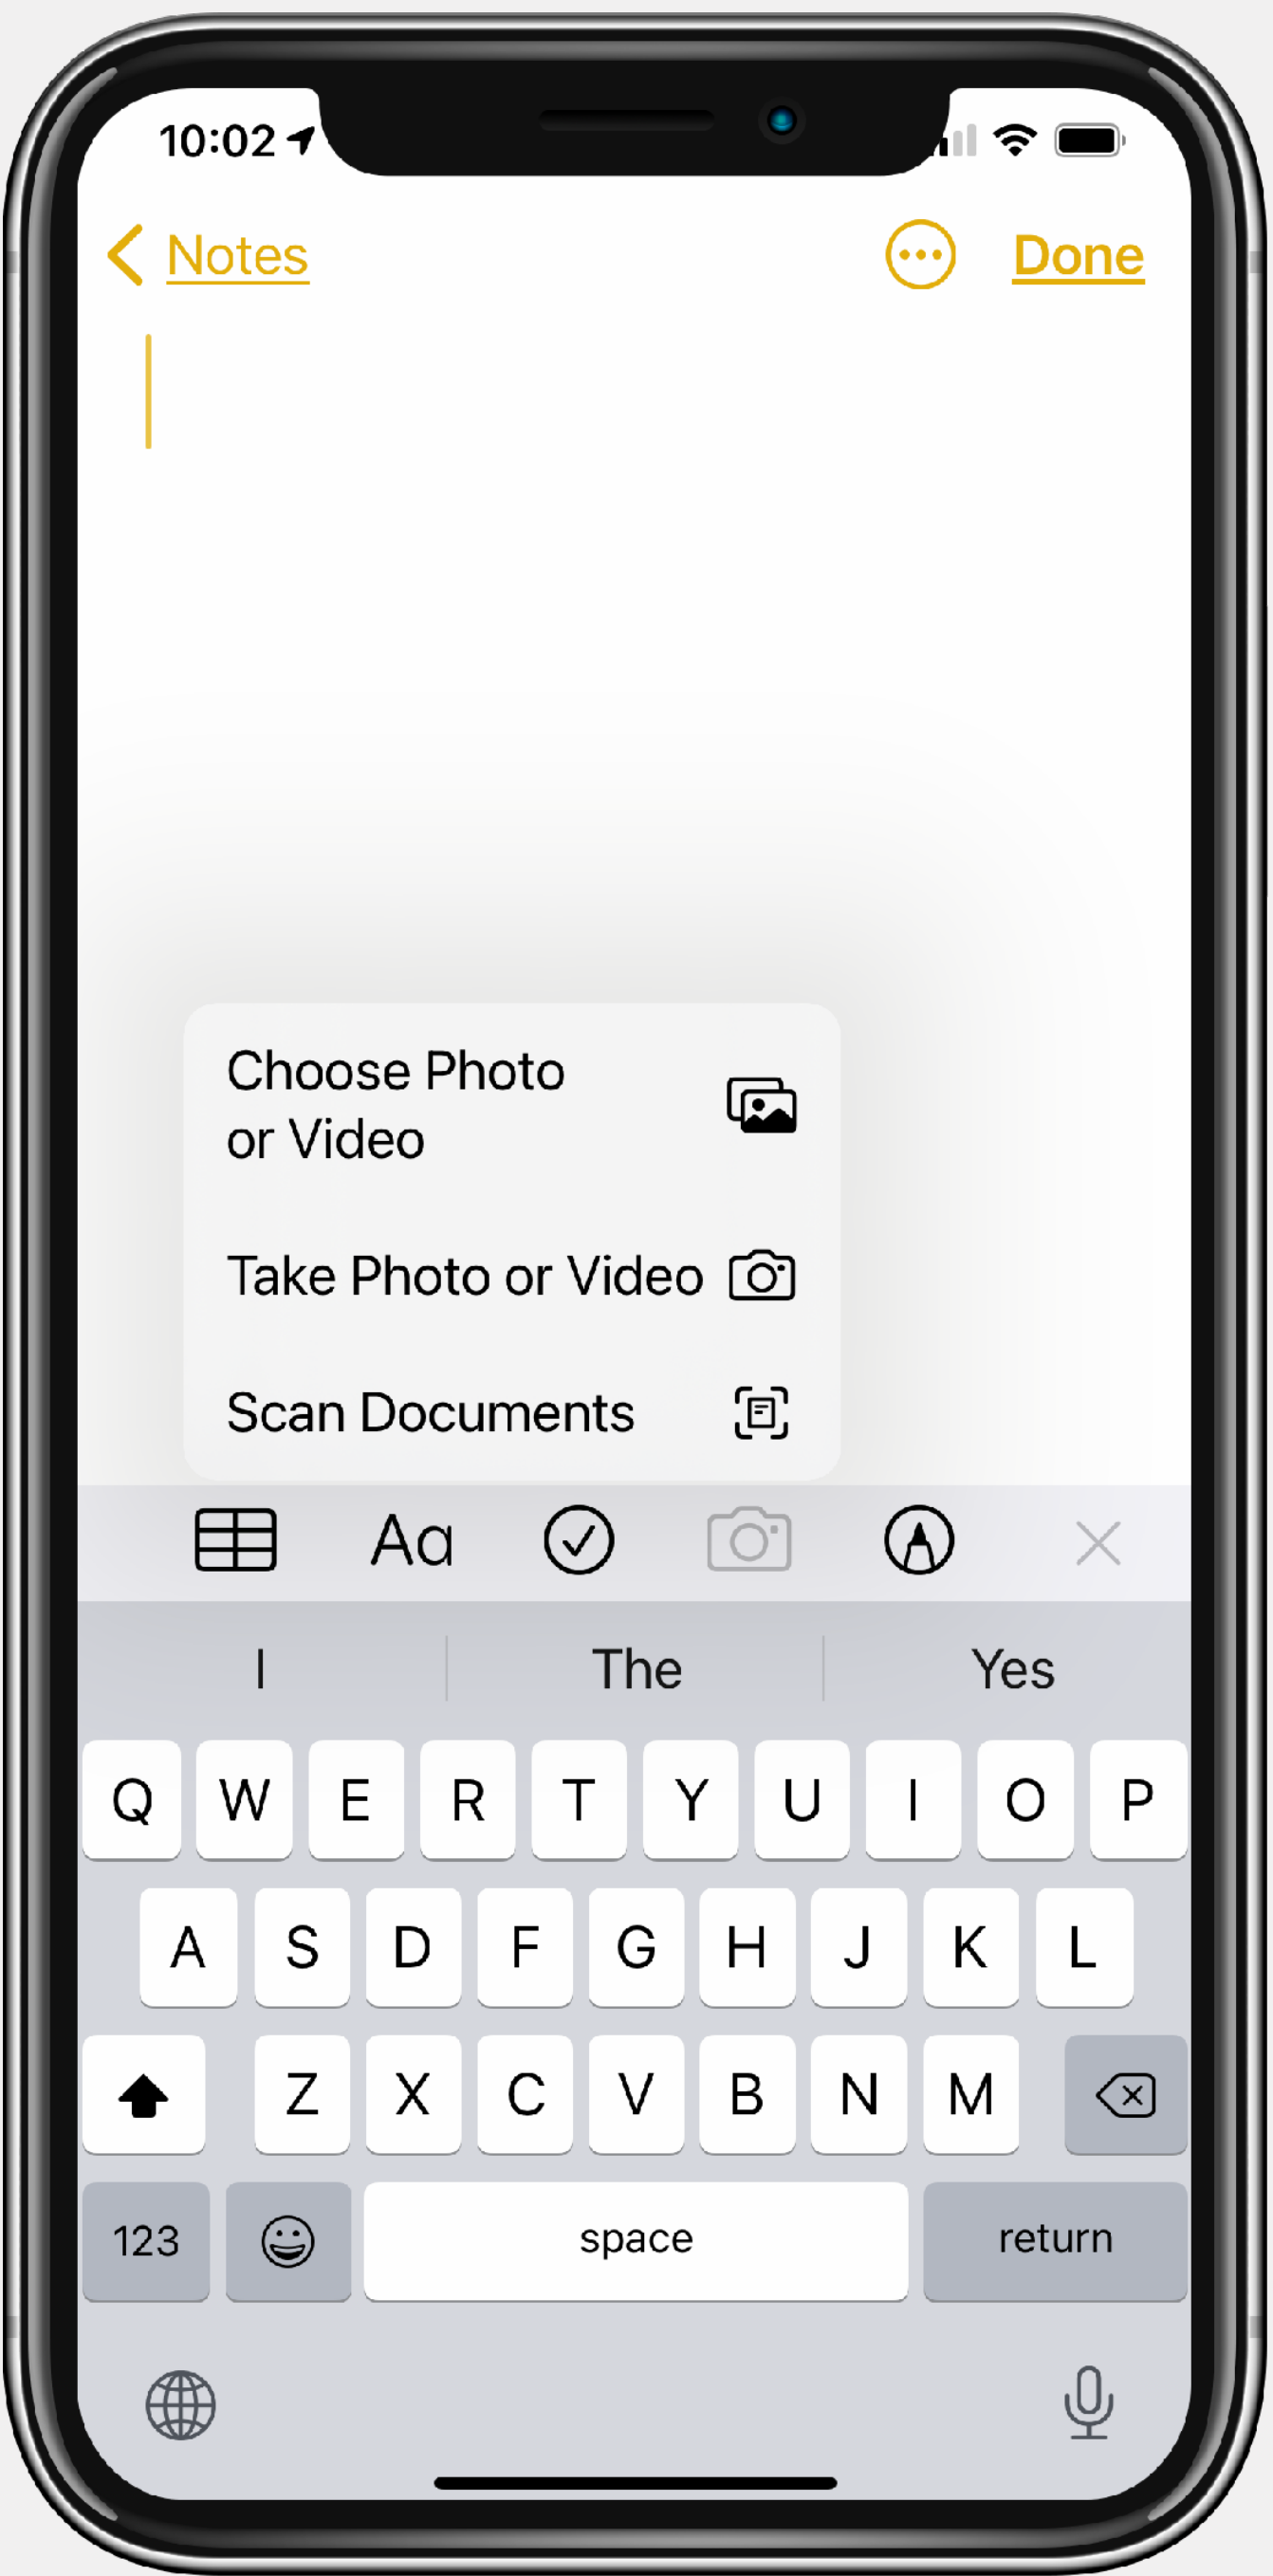 10:02
Notes
Done
Choose Photo
or Video
Take Photo or Video
Scan Documents
Aa
I The Yes
Q W E R T Y U I O P
A S D F G H J K L
Z X C V B N M
123 space return